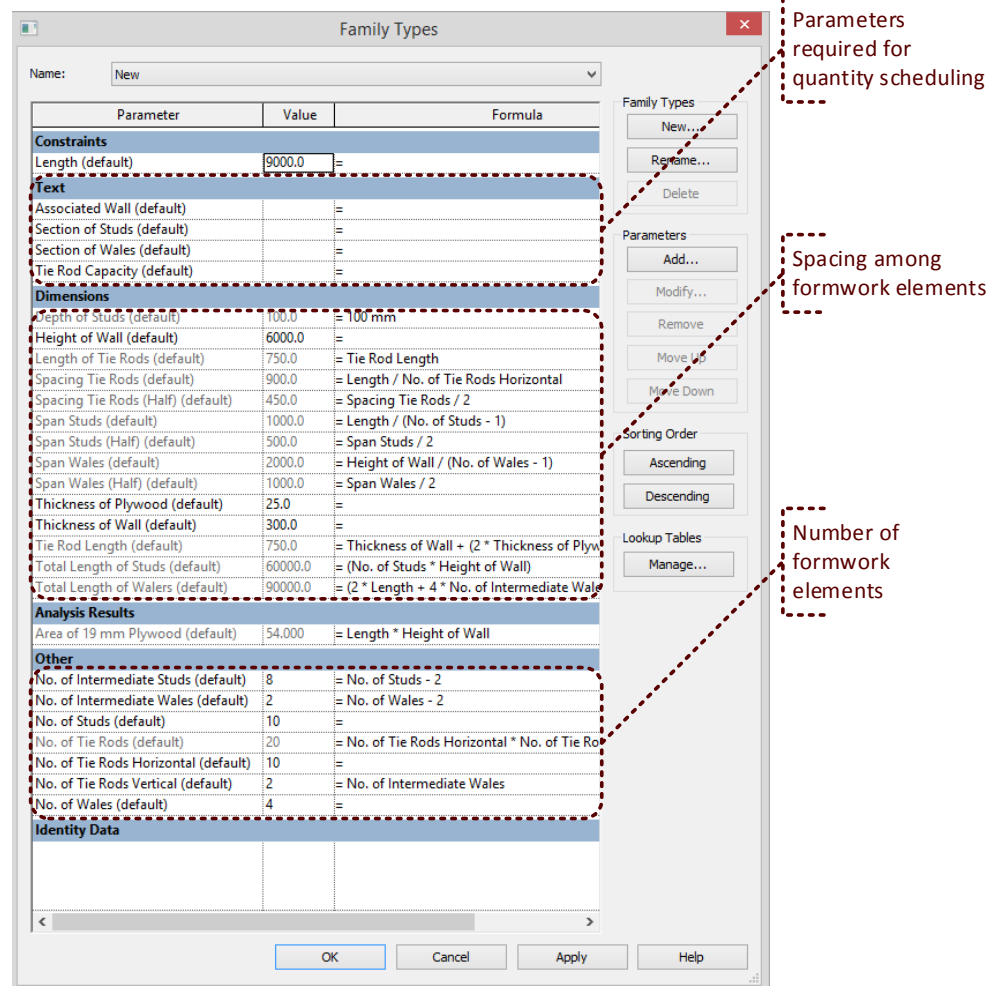 Family Types
Name: New
Parameter Value Formula
Constraints
Length (default) 9000.0 =
Text
Associated Wall (default) =
Section of Studs (default) =
Section of Wales (default) =
Tie Rod Capacity (default) =
Dimensions
Depth of Studs (default) 100.0 = 100 mm
Height of Wall (default) 6000.0 =
Length of Tie Rods (default) 750.0 = Tie Rod Length
Spacing Tie Rods (default) 900.0 = Length / No. of Tie Rods Horizontal
Spacing Tie Rods (Half) (default) 450.0 = Spacing Tie Rods / 2
Span Studs (default) 1000.0 = Length / (No. of Studs - 1)
Span Studs (Half) (default) 500.0 = Span Studs / 2
Span Wales (default) 2000.0 = Height of Wall / (No. of Wales - 1)
Span Wales (Half) (default) 1000.0 = Span Wales / 2
Thickness of Plywood (default) 25.0 =
Thickness of Wall (default) 300.0 =
Tie Rod Length (default) 750.0 = Thickness of Wall + (2 * Thickness of Plyw
Total Length of Studs (default) 60000.0 = (No. of Studs * Height of Wall)
Total Length of Walers (default) 90000.0 = (2 * Length + 4 * No. of Intermediate Wale
Analysis Results
Area of 19 mm Plywood (default) 54.000 = Length * Height of Wall
Other
No. of Intermediate Studs (default) 8 = No. of Studs - 2
No. of Intermediate Wales (default) 2 = No. of Wales - 2
No. of Studs (default) 10 =
No. of Tie Rods (default) 20 = No. of Tie Rods Horizontal * No. of Tie Ro
No. of Tie Rods Horizontal (default) 10 =
No. of Tie Rods Vertical (default) 2 = No. of Intermediate Wales
No. of Wales (default) 4 =
Identity Data
Family Types
New...
Rename...
Delete
Parameters
Add...
Modify...
Remove
Move Up
Move Down
Sorting Order
Ascending
Descending
Lookup Tables
Manage...
OK Cancel Apply Help
Parameters
required for
quantity scheduling
Spacing among
formwork elements
Number of
formwork
elements